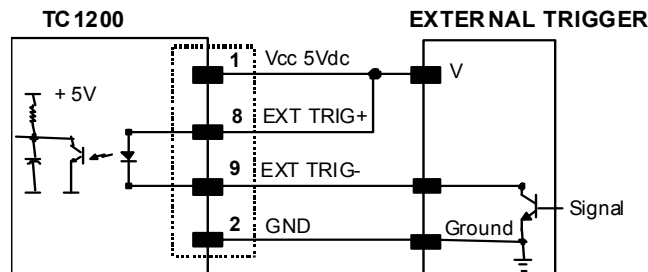 TC1200
EXTERNAL TRIGGER
1 Vcc 5Vdc
V
+ 5V
8 EXT TRIG+
9 EXT TRIG-
Signal
2 GND
Ground